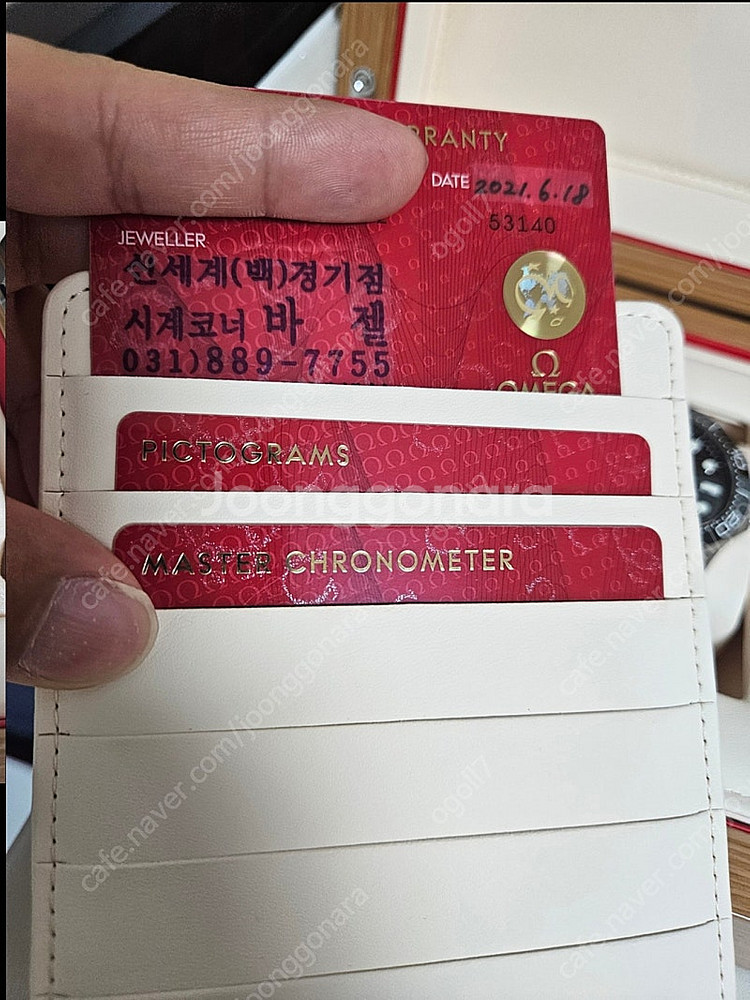 RRANTY
DATE 2021.6.18
53140
JEWELLER
신세계(백)경기점
시계코너 바 젤
031)889-7755
Ω
OMEGA
PICTOGRAMS
Joonggonara
MASTER CHRONOMETER
cafe.naver.com/joonggonara
ogoll7